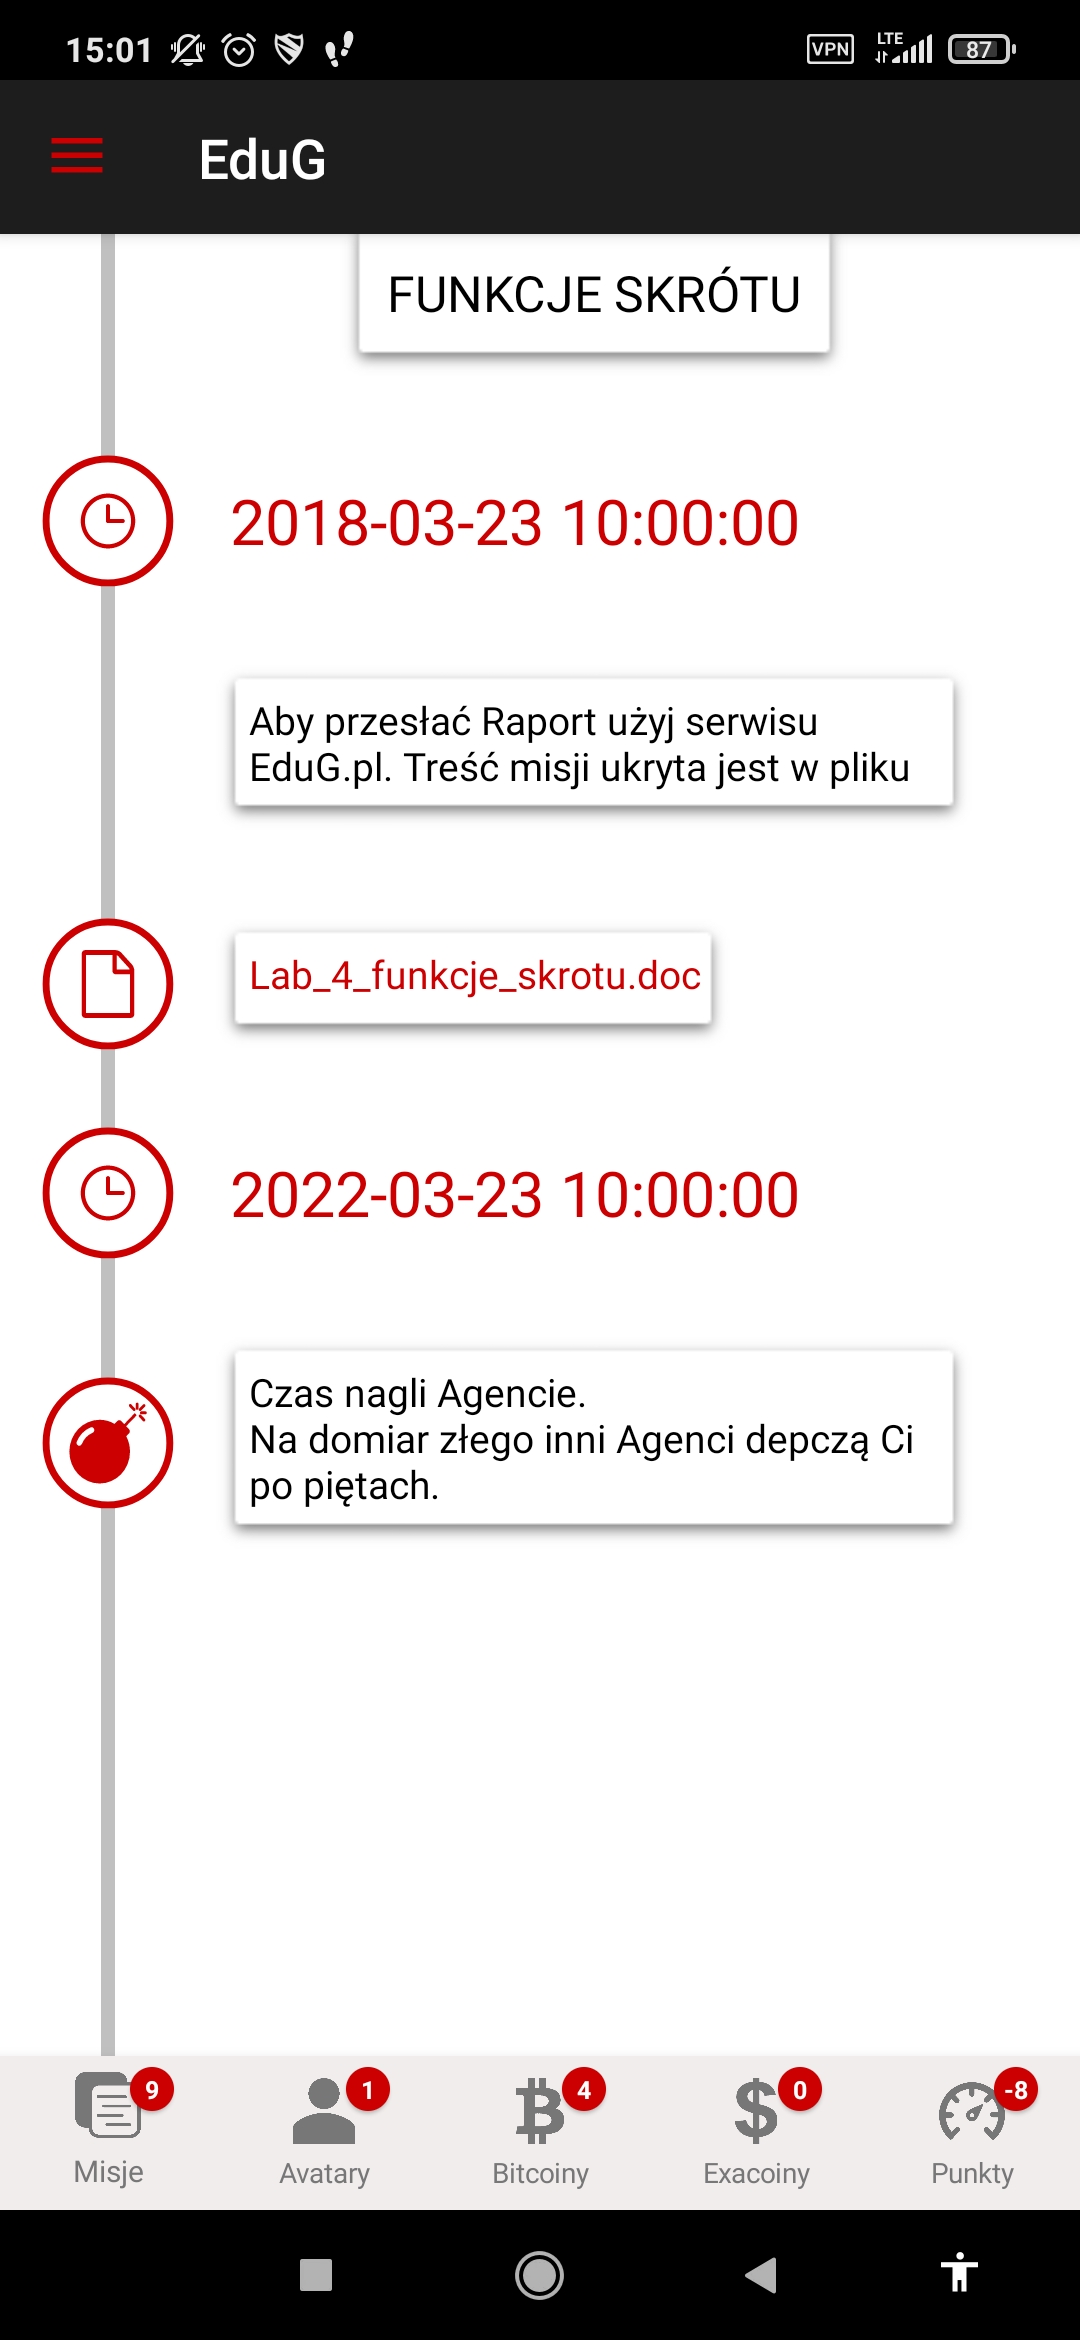 15:01
VPN
LTE
87
EduG
FUNKCJE SKRÓTU
2018-03-23 10:00:00
Aby przesłać Raport użyj serwisu
EduG.pl. Treść misji ukryta jest w pliku
Lab_4_funkcje_skrotu.doc
2022-03-23 10:00:00
Czas nagli Agencie.
Na domiar złego inni Agenci depczą Ci
po piętach.
9
1
4
0
-8
Misje
Avatary
Bitcoiny
Exacoiny
Punkty